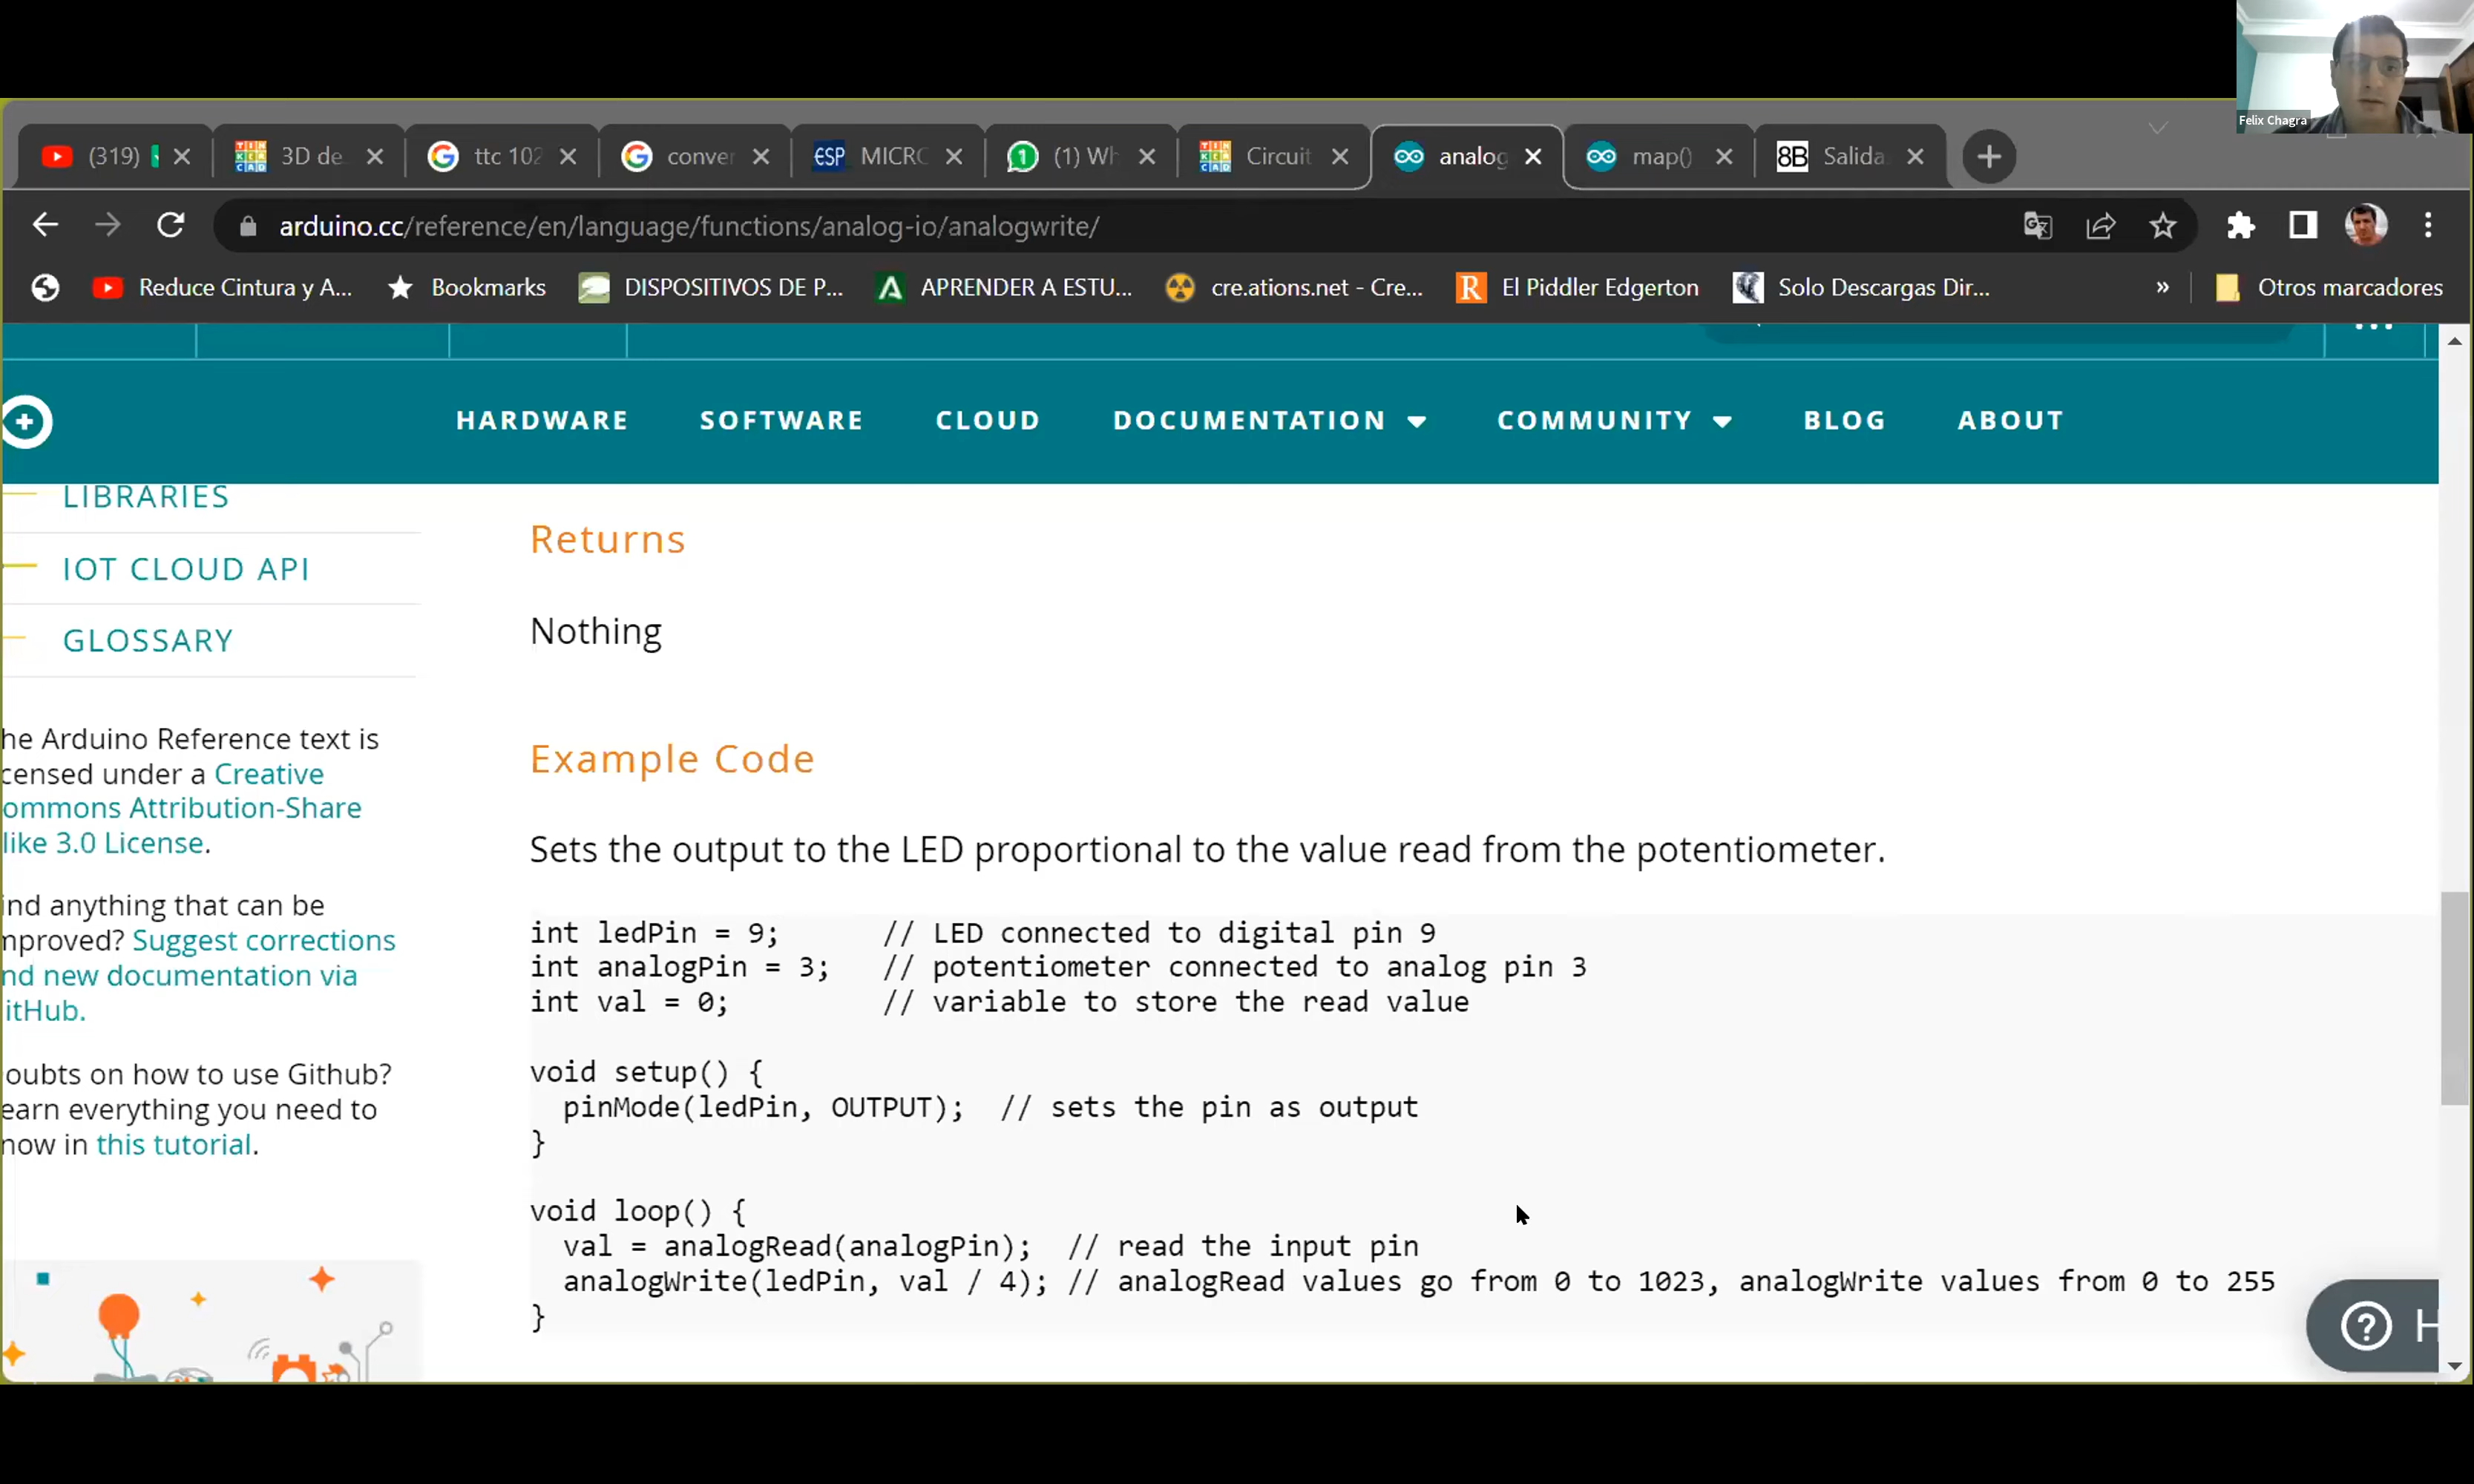 Felix Chagra
(319)
3D de
ttc 102
conver
MICRO
(1) Wh
Circuit
analog
map()
8B Salida
arduino.cc/reference/en/language/functions/analog-io/analogwrite/
Reduce Cintura y A...
Bookmarks
DISPOSITIVOS DE P...
APRENDER A ESTU...
cre.ations.net - Cre...
El Piddler Edgerton
Solo Descargas Dir...
»
Otros marcadores
HARDWARE SOFTWARE CLOUD DOCUMENTATION COMMUNITY BLOG ABOUT
LIBRARIES
IOT CLOUD API
GLOSSARY
he Arduino Reference text is
censed under a Creative
ommons Attribution-Share
like 3.0 License.
ind anything that can be
mproved? Suggest corrections
nd new documentation via
itHub.
oubts on how to use Github?
earn everything you need to
now in this tutorial.
Returns
Nothing
Example Code
Sets the output to the LED proportional to the value read from the potentiometer.
int ledPin = 9;      // LED connected to digital pin 9
int analogPin = 3;   // potentiometer connected to analog pin 3
int val = 0;         // variable to store the read value
void setup() {
  pinMode(ledPin, OUTPUT);  // sets the pin as output
}
void loop() {
  val = analogRead(analogPin);  // read the input pin
  analogWrite(ledPin, val / 4); // analogRead values go from 0 to 1023, analogWrite values from 0 to 255
}
H